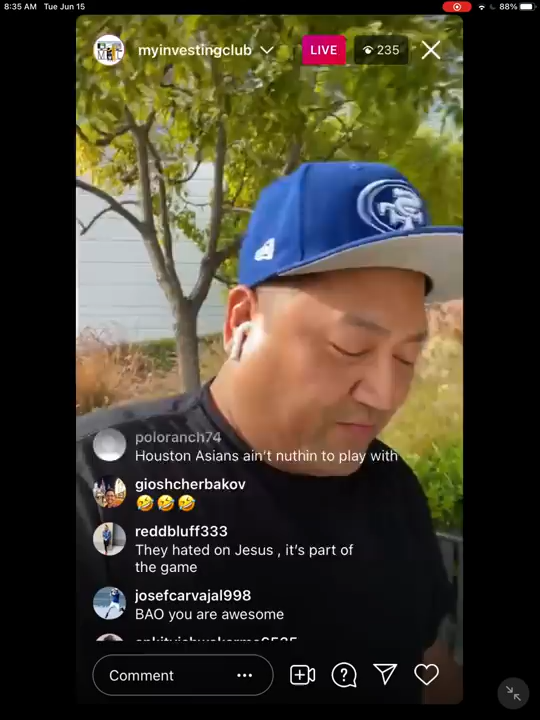 8:35 AM Tue Jun 15
88%
myinvestingclub
LIVE
235
poloranch74
Houston Asians ain't nuthin to play with
gioshcherbakov
🤣🤣🤣
reddbluff333
They hated on Jesus , it's part of
the game
josefcarvajal998
BAO you are awesome
Comment